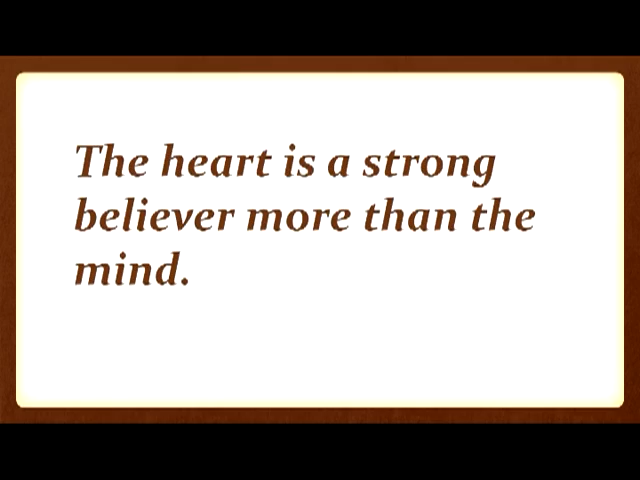 The heart is a strong
believer more than the
mind.